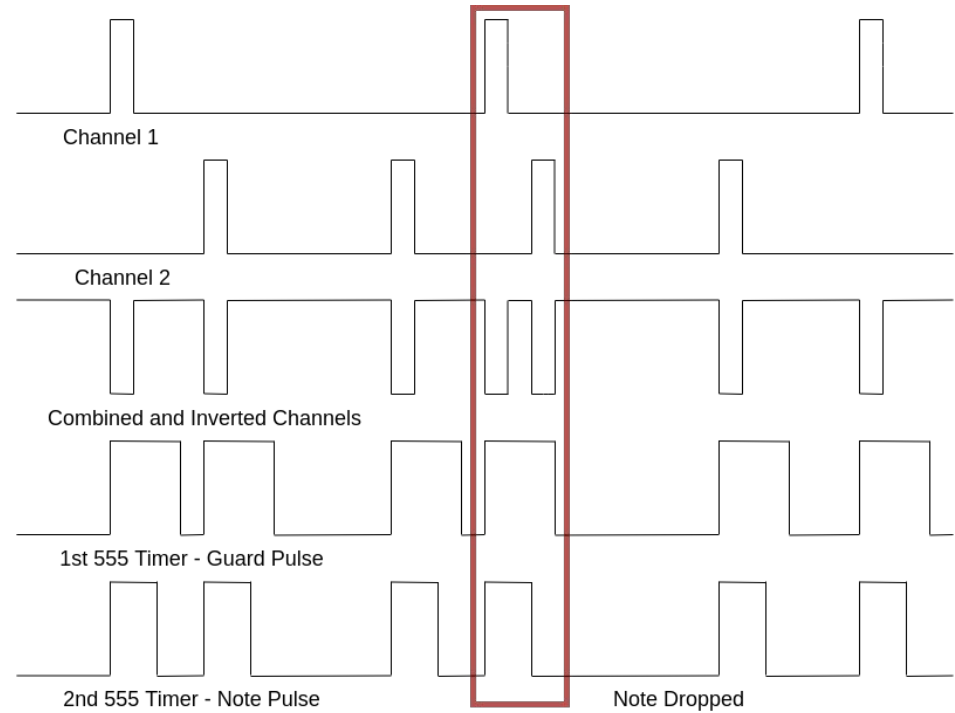 Channel 1
Channel 2
Combined and Inverted Channels
1st 555 Timer - Guard Pulse
2nd 555 Timer - Note Pulse
Note Dropped